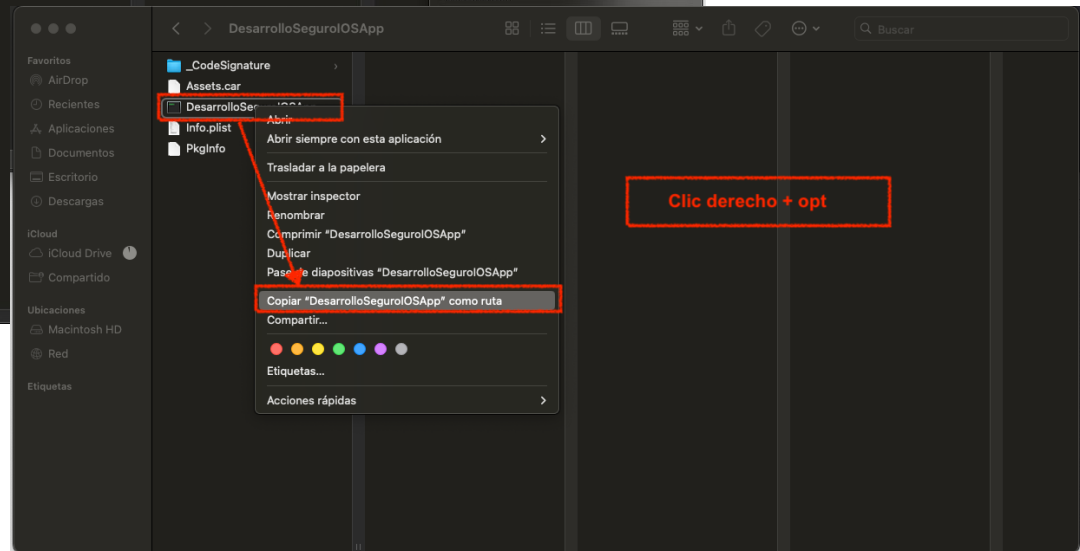 DesarrolloSeguroIOSApp
Buscar
Favoritos
AirDrop
Recientes
Aplicaciones
Documentos
Escritorio
Descargas
iCloud
iCloud Drive
Compartido
Ubicaciones
Macintosh HD
Red
Etiquetas
_CodeSignature
Assets.car
DesarrolloSeguroIOSApp
Info.plist
PkgInfo
Abrir
Abrir siempre con esta aplicación
Trasladar a la papelera
Mostrar inspector
Renombrar
Comprimir “DesarrolloSeguroIOSApp”
Duplicar
Pase de diapositivas “DesarrolloSeguroIOSApp”
Copiar “DesarrolloSeguroIOSApp” como ruta
Compartir...
Etiquetas...
Acciones rápidas
Clic derecho + opt